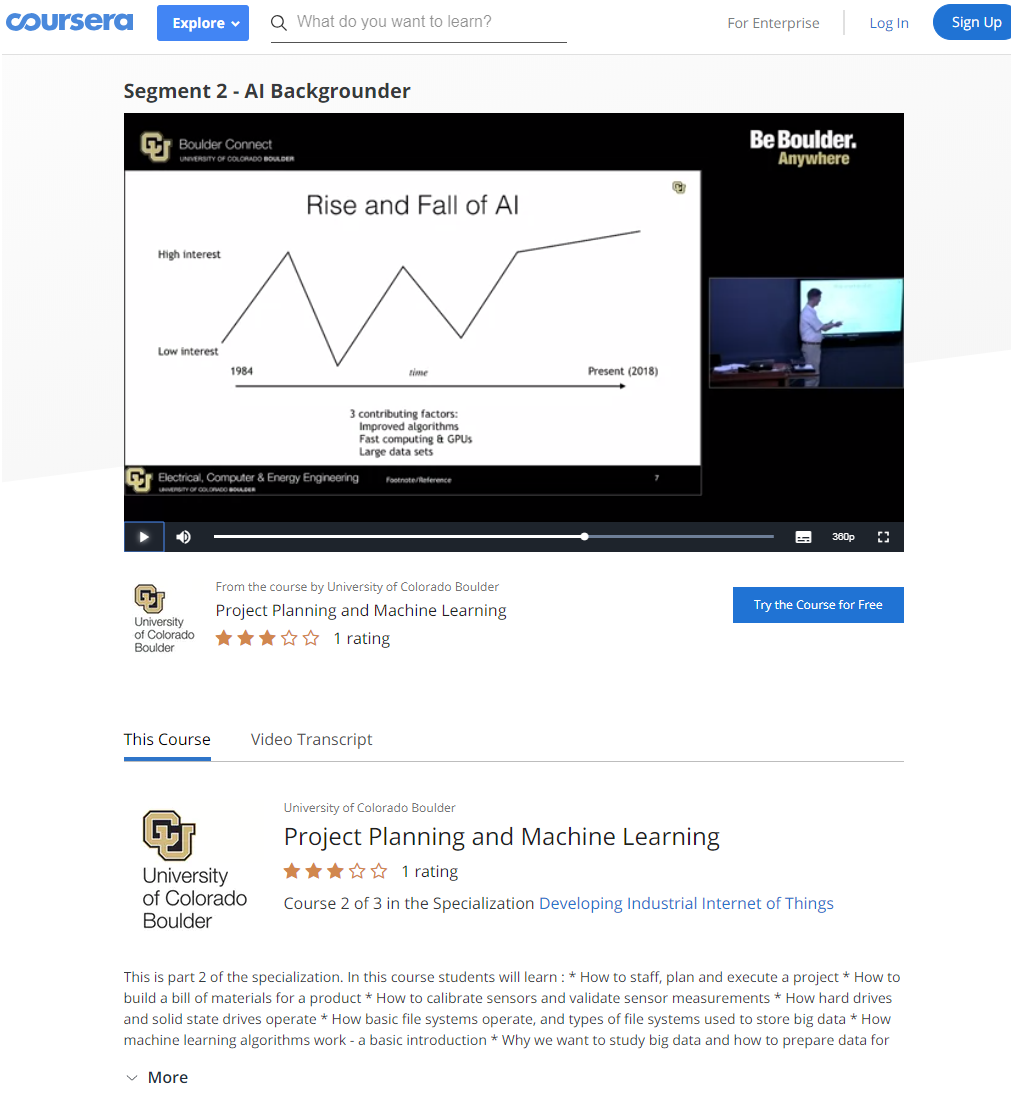 coursera
Explore
What do you want to learn?
For Enterprise
Log In
Sign Up
Segment 2 - AI Backgrounder
CU Boulder Connect
UNIVERSITY OF COLORADO BOULDER
Be Boulder.
Anywhere
Rise and Fall of AI
High interest
Low interest
1984
time
Present (2018)
3 contributing factors:
Improved algorithms
Fast computing & GPUs
Large data sets
CU Electrical, Computer & Energy Engineering
UNIVERSITY OF COLORADO BOULDER
Footnote/Reference
7
360p
CU
University
of Colorado
Boulder
From the course by University of Colorado Boulder
Project Planning and Machine Learning
1 rating
Try the Course for Free
This Course
Video Transcript
CU
University
of Colorado
Boulder
University of Colorado Boulder
Project Planning and Machine Learning
1 rating
Course 2 of 3 in the Specialization Developing Industrial Internet of Things
This is part 2 of the specialization. In this course students will learn : * How to staff, plan and execute a project * How to
build a bill of materials for a product * How to calibrate sensors and validate sensor measurements * How hard drives
and solid state drives operate * How basic file systems operate, and types of file systems used to store big data * How
machine learning algorithms work - a basic introduction * Why we want to study big data and how to prepare data for
More